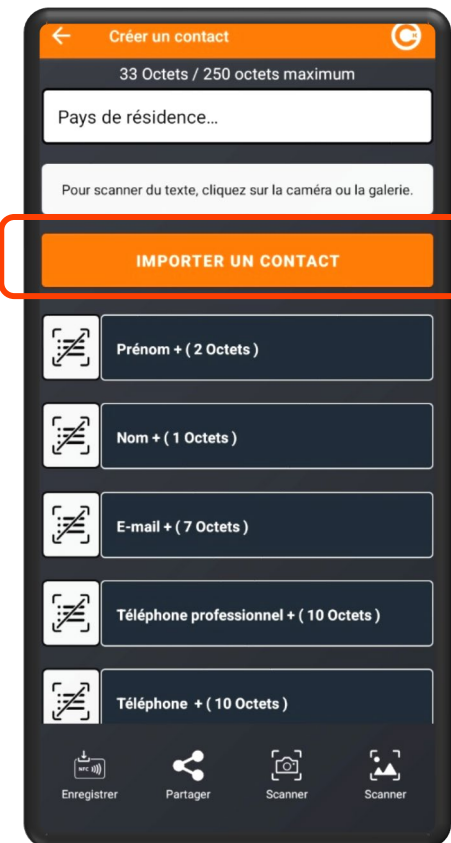 Créer un contact
33 Octets / 250 octets maximum
Pays de résidence...
Pour scanner du texte, cliquez sur la caméra ou la galerie.
IMPORTER UN CONTACT
Prénom + ( 2 Octets )
Nom + ( 1 Octets )
E-mail + ( 7 Octets )
Téléphone professionnel + ( 10 Octets )
Téléphone + ( 10 Octets )
NFC
Enregistrer
Partager
Scanner
Scanner